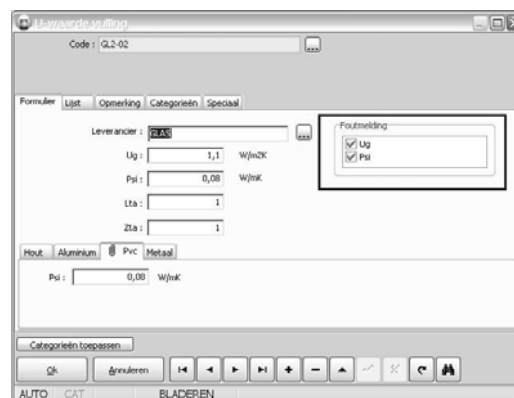 U-waarde vulling
Code : GL2-02
Formulier Lijst Opmerking Categorieën Speciaal
Leverancier : GLAS
Foutmelding
Ug
Psi
Ug : 1,1 W/m2K
Psi : 0,08 W/mK
Lta : 1
Zta : 1
Hout Aluminium Pvc Metaal
Psi : 0,08 W/mK
Categorieën toepassen
Ok Annuleren
AUTO CAT BLADEREN